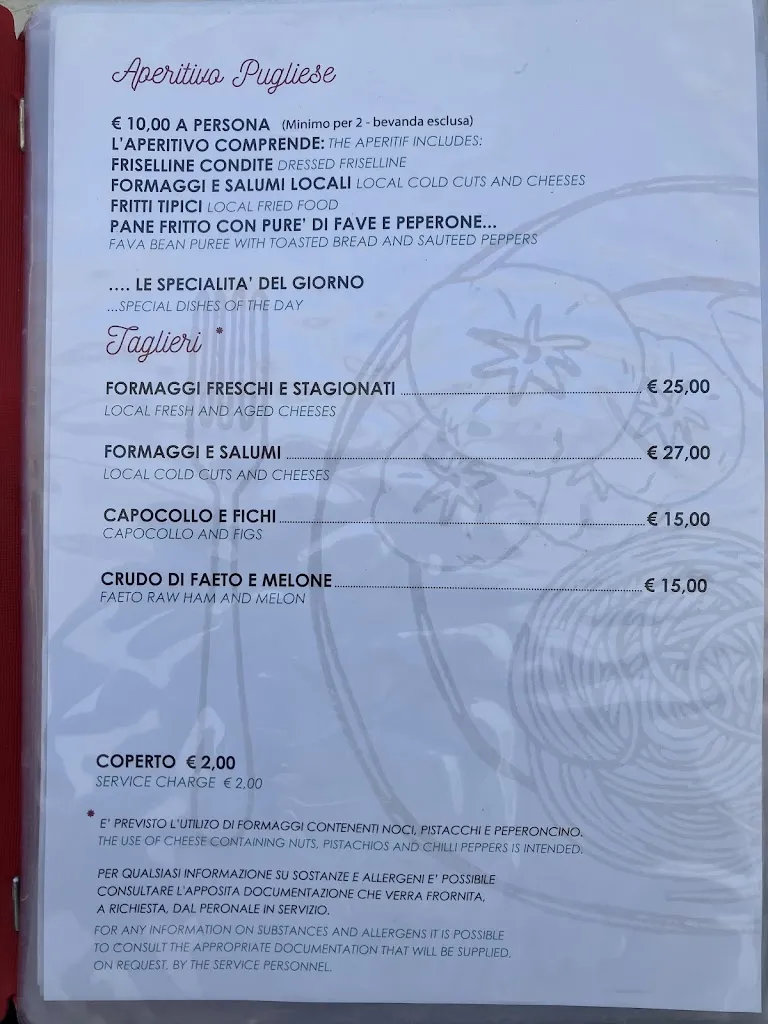 Aperitivo Pugliese
€ 10,00 A PERSONA (Minimo per 2 - bevanda esclusa)
L'APERITIVO COMPRENDE: THE APERITIF INCLUDES:
FRISELLINE CONDITE DRESSED FRISELLINE
FORMAGGI E SALUMI LOCALI LOCAL COLD CUTS AND CHEESES
FRITTI TIPICI LOCAL FRIED FOOD
PANE FRITTO CON PURE' DI FAVE E PEPERONE...
FAVA BEAN PUREE WITH TOASTED BREAD AND SAUTEED PEPPERS
.... LE SPECIALITA' DEL GIORNO
...SPECIAL DISHES OF THE DAY
Taglieri *
FORMAGGI FRESCHI E STAGIONATI € 25,00
LOCAL FRESH AND AGED CHEESES
FORMAGGI E SALUMI € 27,00
LOCAL COLD CUTS AND CHEESES
CAPOCOLLO E FICHI € 15,00
CAPOCOLLO AND FIGS
CRUDO DI FAETO E MELONE € 15,00
FAETO RAW HAM AND MELON
COPERTO € 2,00
SERVICE CHARGE € 2,00
* E' PREVISTO L'UTILIZO DI FORMAGGI CONTENENTI NOCI, PISTACCHI E PEPERONCINO.
THE USE OF CHEESE CONTAINING NUTS, PISTACHIOS AND CHILLI PEPPERS IS INTENDED.
PER QUALSIASI INFORMAZIONE SU SOSTANZE E ALLERGENI E' POSSIBILE
CONSULTARE L'APPOSITA DOCUMENTAZIONE CHE VERRA FRORNITA,
A RICHIESTA, DAL PERONALE IN SERVIZIO.
FOR ANY INFORMATION ON SUBSTANCES AND ALLERGENS IT IS POSSIBLE
TO CONSULT THE APPROPRIATE DOCUMENTATION THAT WILL BE SUPPLIED,
ON REQUEST, BY THE SERVICE PERSONNEL.